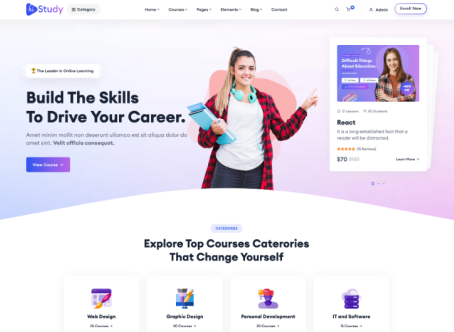 hiStudy
Category
Home
Courses
Pages
Elements
Blog
Contact
Admin
Enroll Now
The Leader in Online Learning
Build The Skills
To Drive Your Career.
Amet minim mollit non deserunt ullamco est sit aliqua dolor do
amet sint. Velit officia consequat.
View Course
Difficult Things
About Education.
12 Lessons
50 Students
React
It is a long established fact that a
reader will be distracted.
(15 Reviews)
$70
Learn More
CATEGORIES
Explore Top Courses Caterories
That Change Yourself
Web Design
Graphic Design
Personal Development
IT and Software
30 Courses
20 Courses
15 Courses